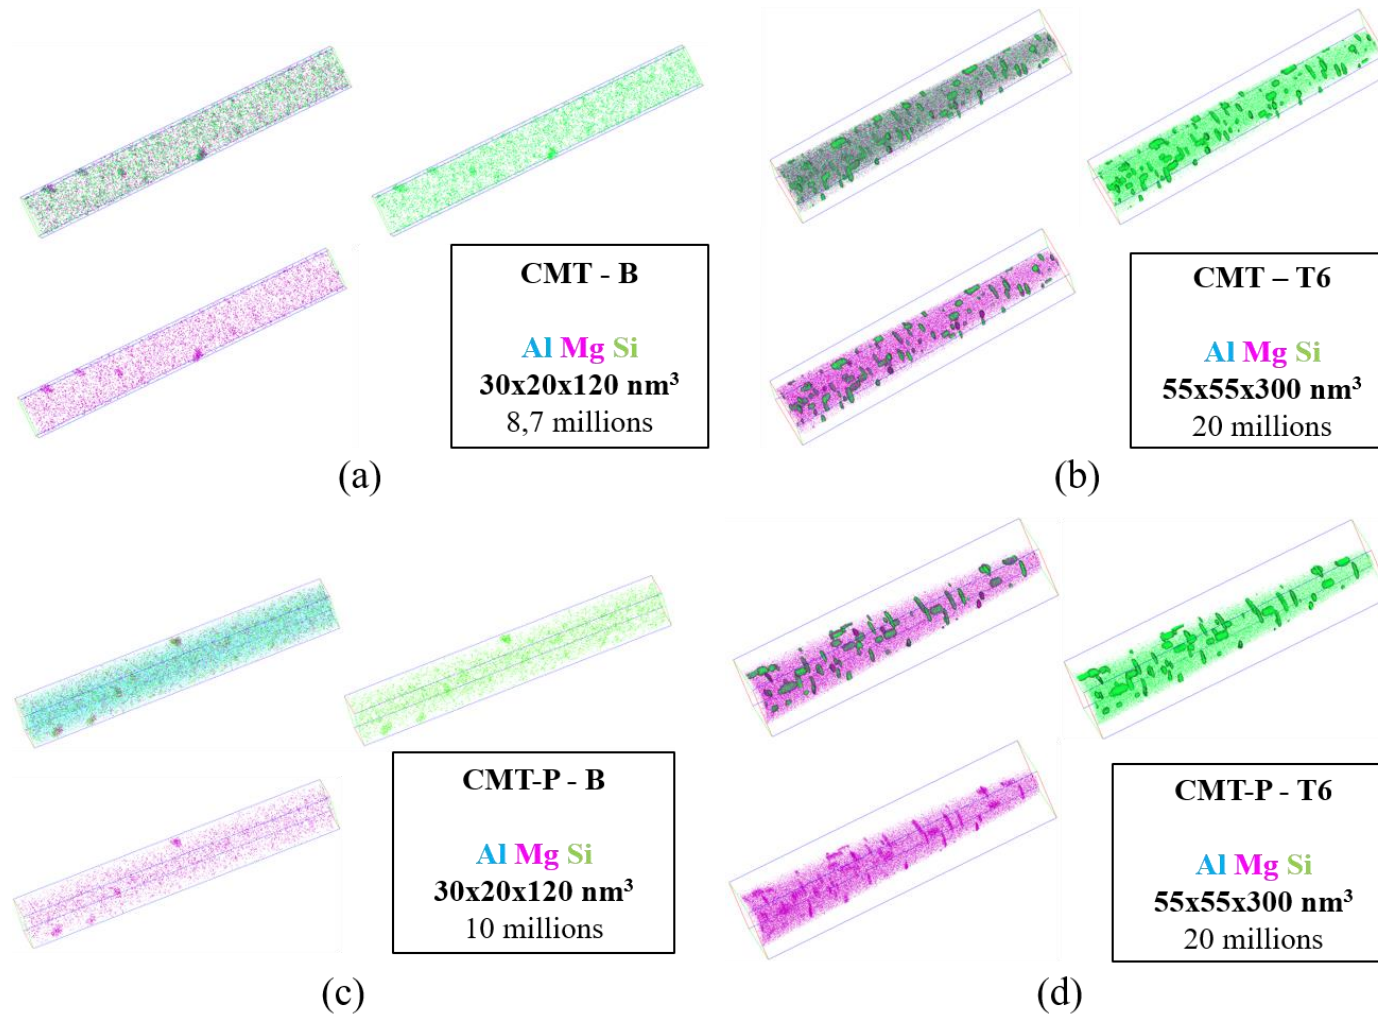 CMT - B
Al Mg Si
30x20x120 nm³
8,7 millions
(a)
CMT – T6
Al Mg Si
55x55x300 nm³
20 millions
(b)
CMT-P - B
Al Mg Si
30x20x120 nm³
10 millions
(c)
CMT-P - T6
Al Mg Si
55x55x300 nm³
20 millions
(d)